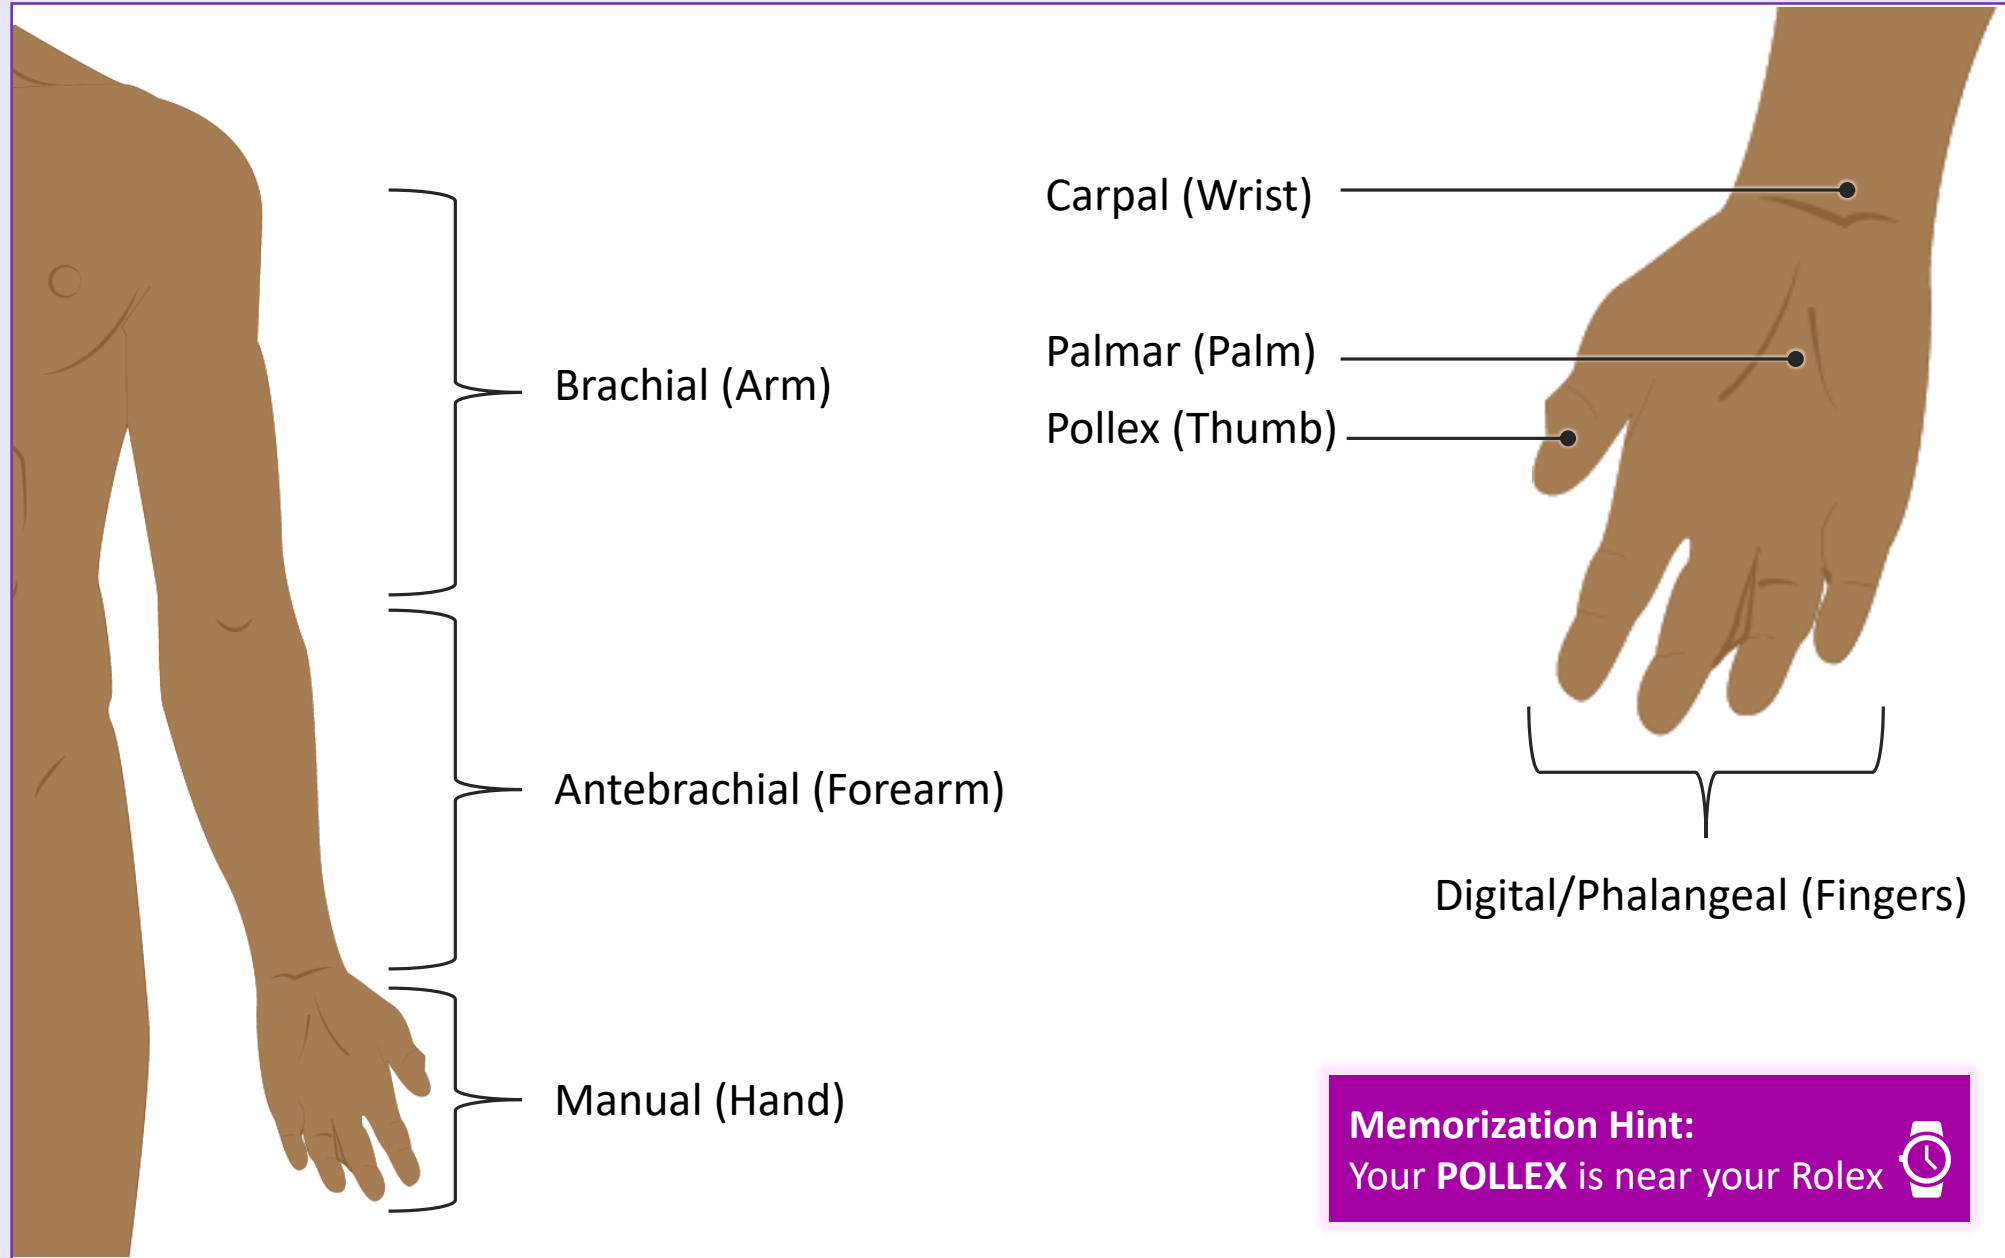 Brachial (Arm)
Antebrachial (Forearm)
Manual (Hand)
Carpal (Wrist)
Palmar (Palm)
Pollex (Thumb)
Digital/Phalangeal (Fingers)
Memorization Hint:
Your POLLEX is near your Rolex